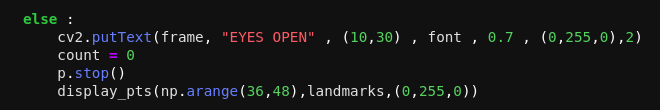 else :
    cv2.putText(frame, "EYES OPEN" , (10,30) , font , 0.7 , (0,255,0),2)
    count = 0
    p.stop()
    display_pts(np.arange(36,48),landmarks,(0,255,0))